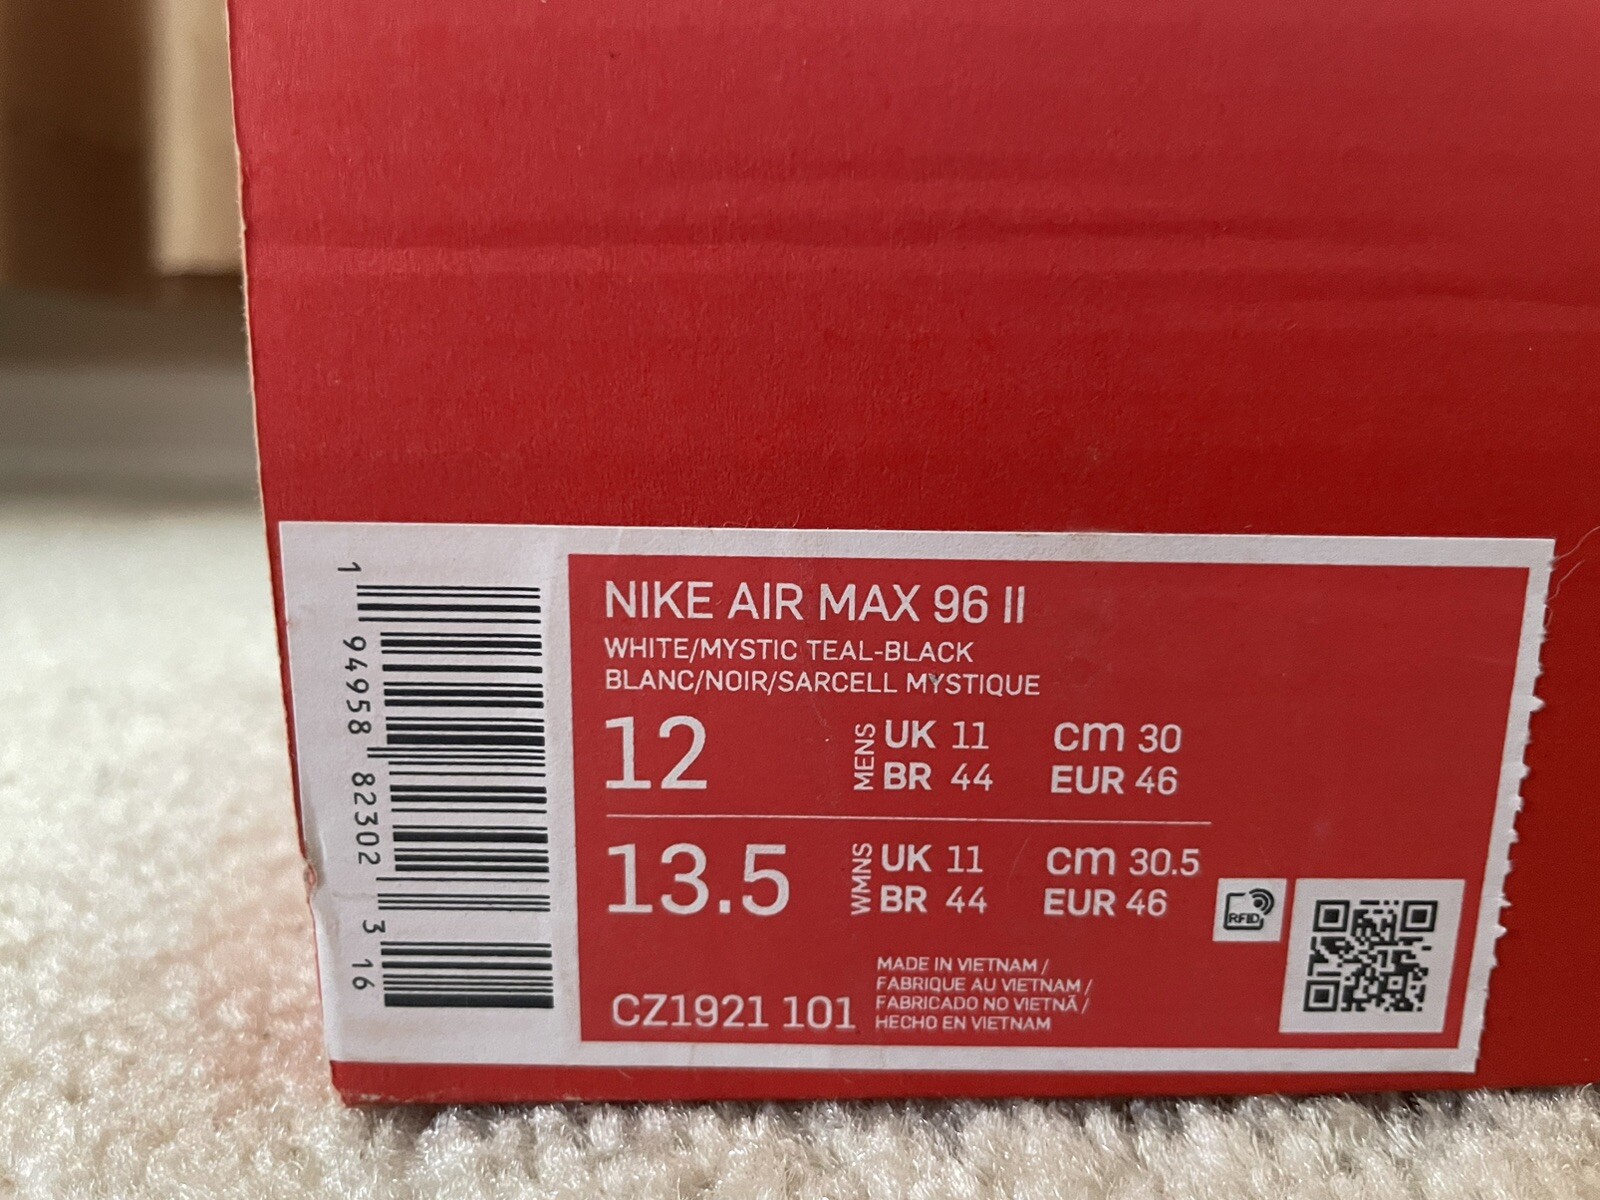 NIKE AIR MAX 96 II
WHITE/MYSTIC TEAL-BLACK
BLANC/NOIR/SARCELL MYSTIQUE
12
MENS
UK 11
cm 30
BR 44
EUR 46
13.5
WMNS
UK 11
cm 30.5
BR 44
EUR 46
RFID
CZ1921 101
MADE IN VIETNAM /
FABRIQUE AU VIETNAM /
FABRICADO NO VIETNÃ /
HECHO EN VIETNAM
1 94958 82302 3 16